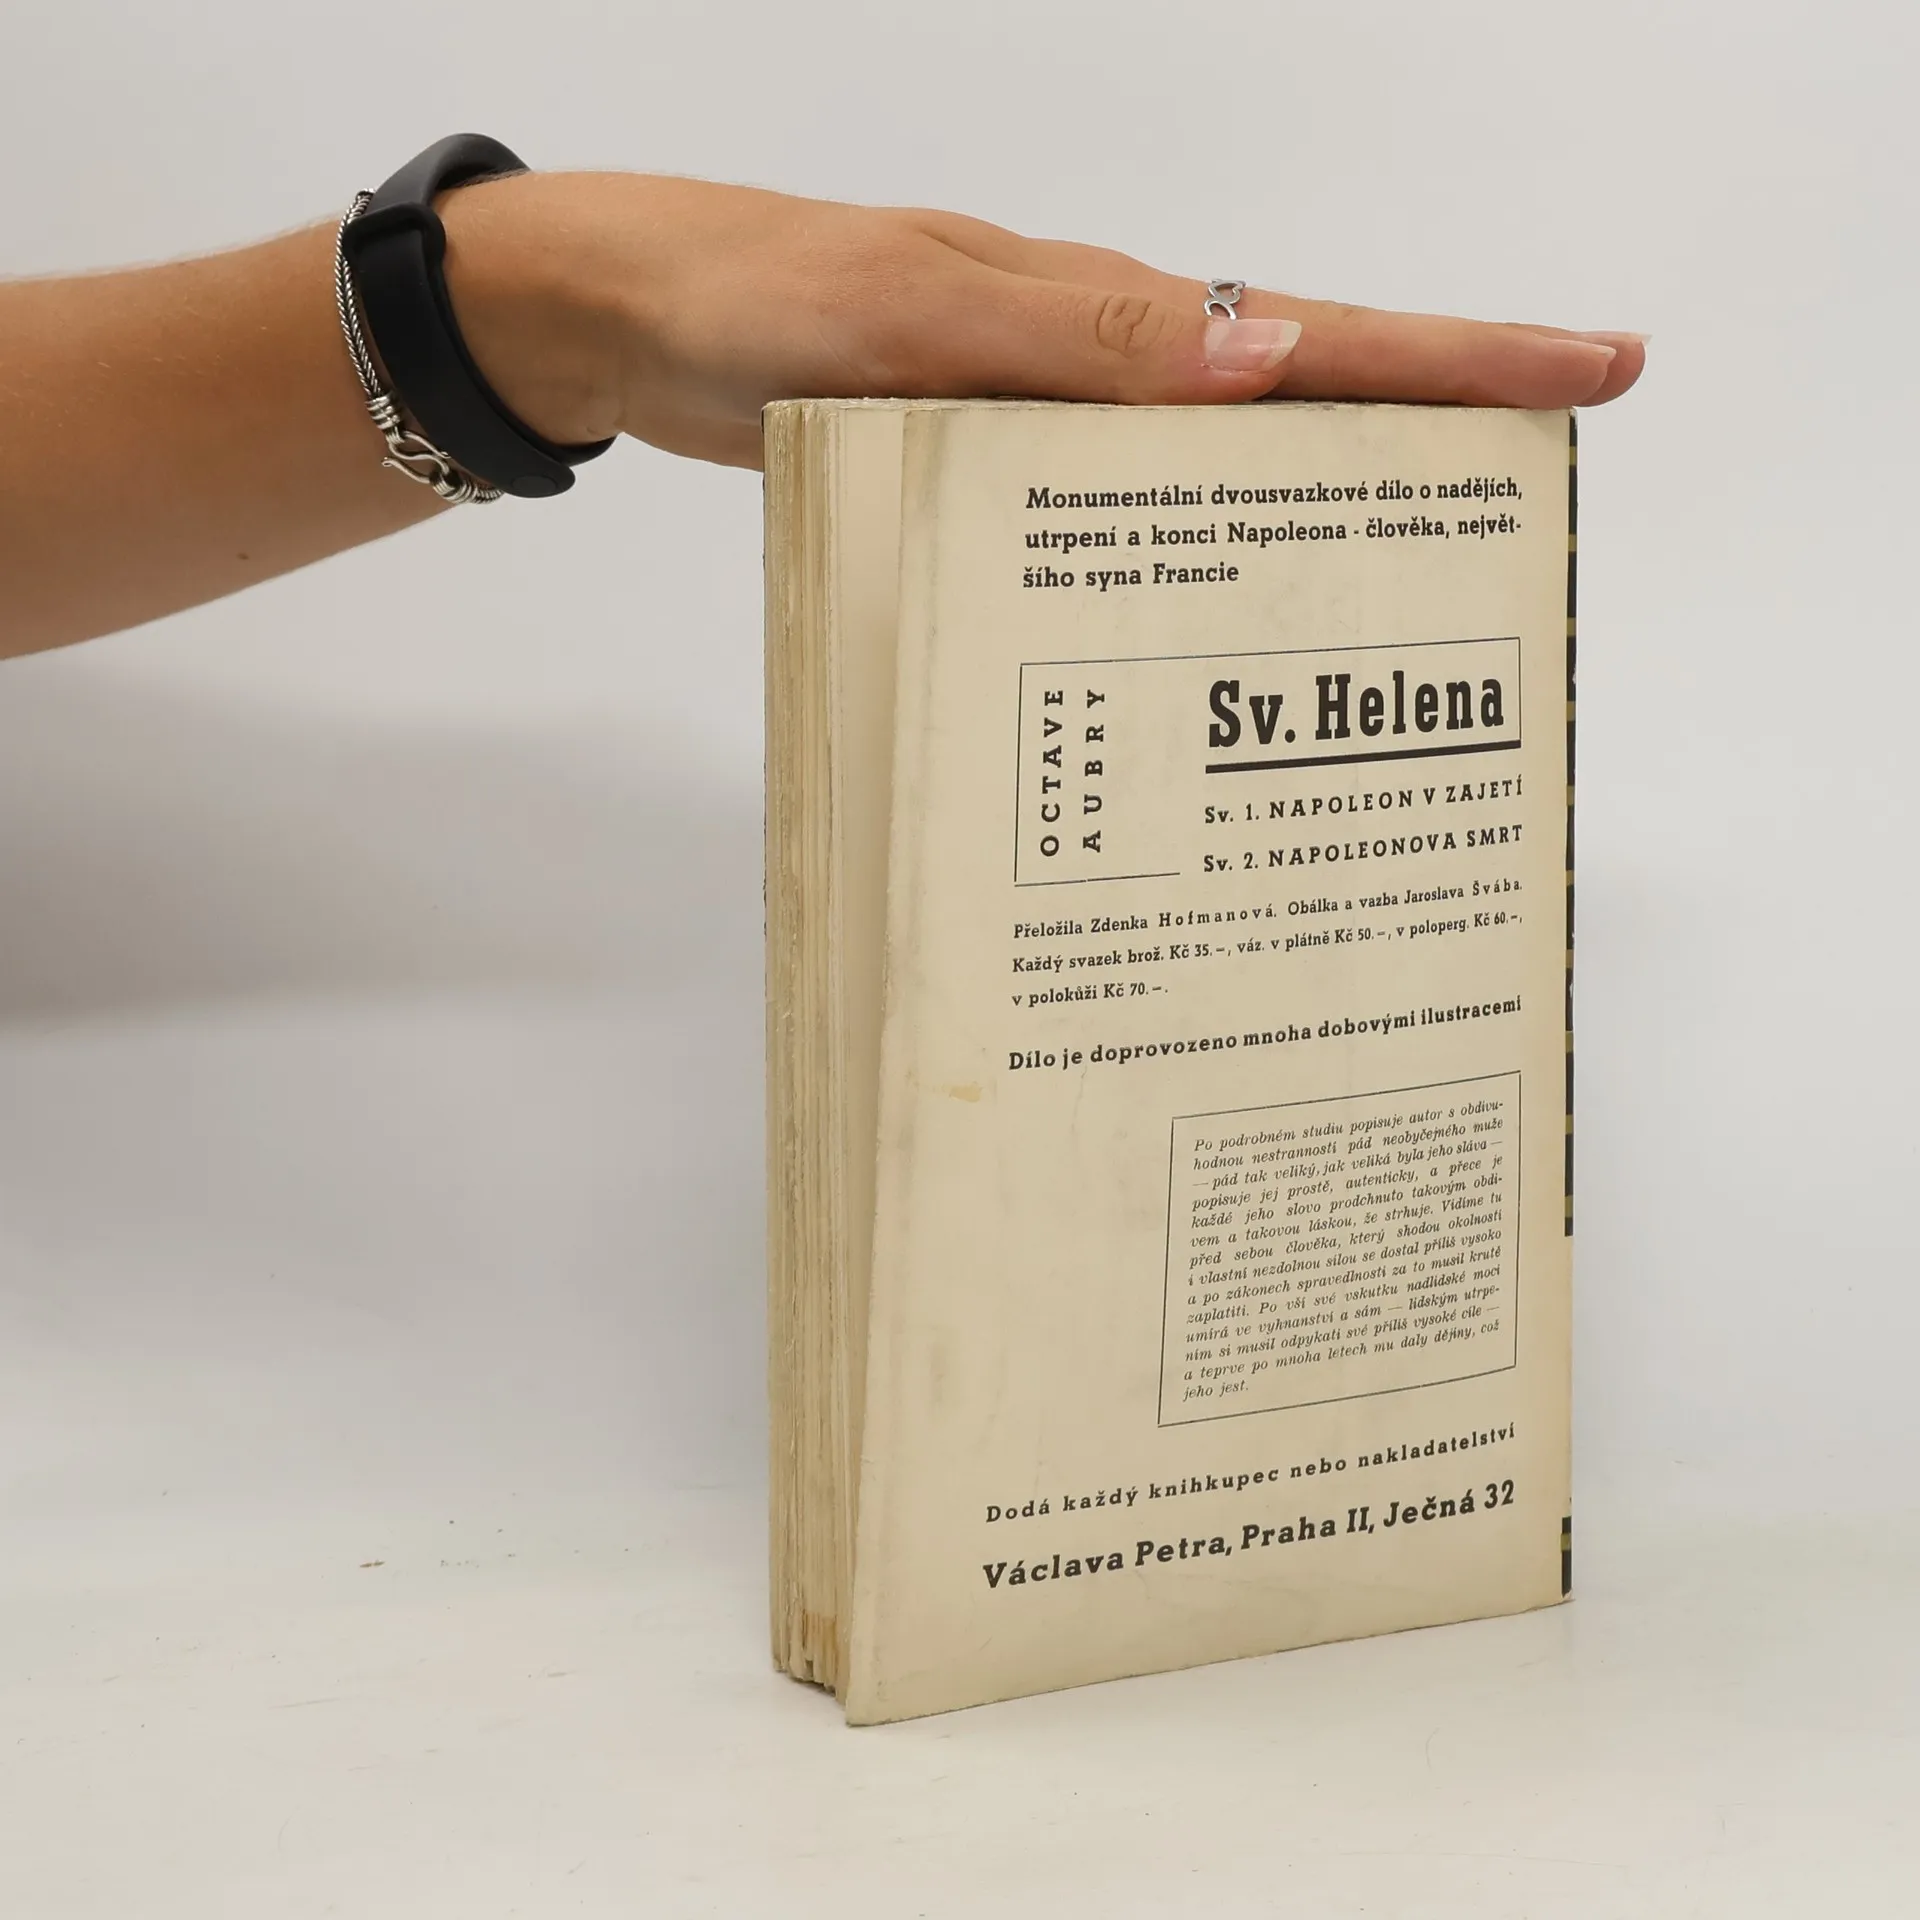 Monumentální dvousvazkové dílo o nadějích,
utrpení a konci Napoleona - člověka, největ-
šího syna Francie
OCTAVE
AUBRY
Sv. Helena
Sv. 1. NAPOLEON V ZAJETÍ
Sv. 2. NAPOLEONOVA SMRT
Přeložila Zdenka Hofmanová. Obálka a vazba Jaroslava Švába.
Každý svazek brož. Kč 35.–, váz. v plátně Kč 50.–, v poloperg. Kč 60.–,
v polokůži Kč 70.–.
Dílo je doprovozeno mnoha dobovými ilustracemi
Po podrobném studiu popisuje autor s obdivu-
hodnou nestranností pád neobyčejného muže
— pád tak veliký, jak veliká byla jeho sláva —
popisuje jej prostě, autenticky, a přece je
každé jeho slovo prodchnuto takovým obdi-
vem a takovou láskou, že strhuje. Vidíme tu
před sebou člověka, který shodou okolností
i vlastní nezdolnou silou se dostal příliš vysoko
a po zákonech spravedlnosti za to musil krutě
zaplatiti. Po vší své vskutku nadlidské moci
umírá ve vyhnanství a sám — lidským utrpe-
ním si musil odpykati své příliš vysoké cíle —
a teprve po mnoha letech mu daly dějiny, což
jeho jest.
Dodá každý knihkupec nebo nakladatelství
Václava Petra, Praha II, Ječná 32